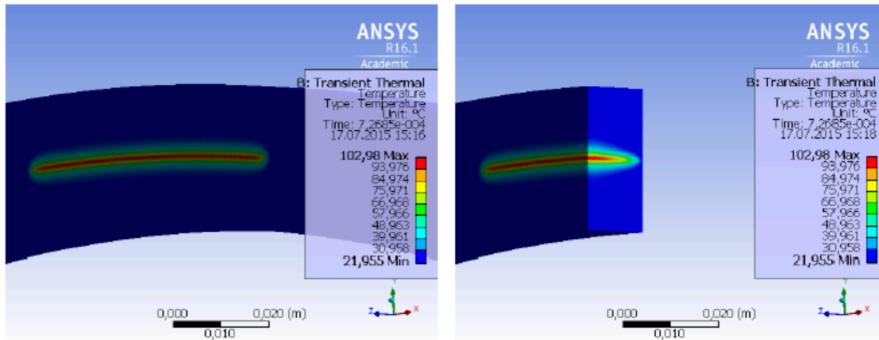 ANSYS
R16.1
Academic
B: Transient Thermal
Temperature
Type: Temperature
Unit: °C
Time: 7,2685e-004
17.07.2015 15:16
102,98 Max
93,976
84,974
75,971
66,968
57,966
48,963
39,961
30,958
21,955 Min
Y
Z
X
0,000
0,020 (m)
0,010
ANSYS
R16.1
Academic
B: Transient Thermal
Temperature
Type: Temperature
Unit: °C
Time: 7,2685e-004
17.07.2015 15:18
102,98 Max
93,976
84,974
75,971
66,968
57,966
48,963
39,961
30,958
21,955 Min
Y
Z
X
0,000
0,020 (m)
0,010